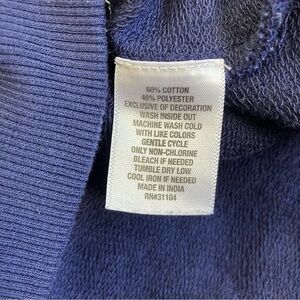 60% COTTON
40% POLYESTER
EXCLUSIVE OF DECORATION
WASH INSIDE OUT
MACHINE WASH COLD
WITH LIKE COLORS
GENTLE CYCLE
ONLY NON-CHLORINE
BLEACH IF NEEDED
TUMBLE DRY LOW
COOL IRON IF NEEDED
MADE IN INDIA
RN#31104